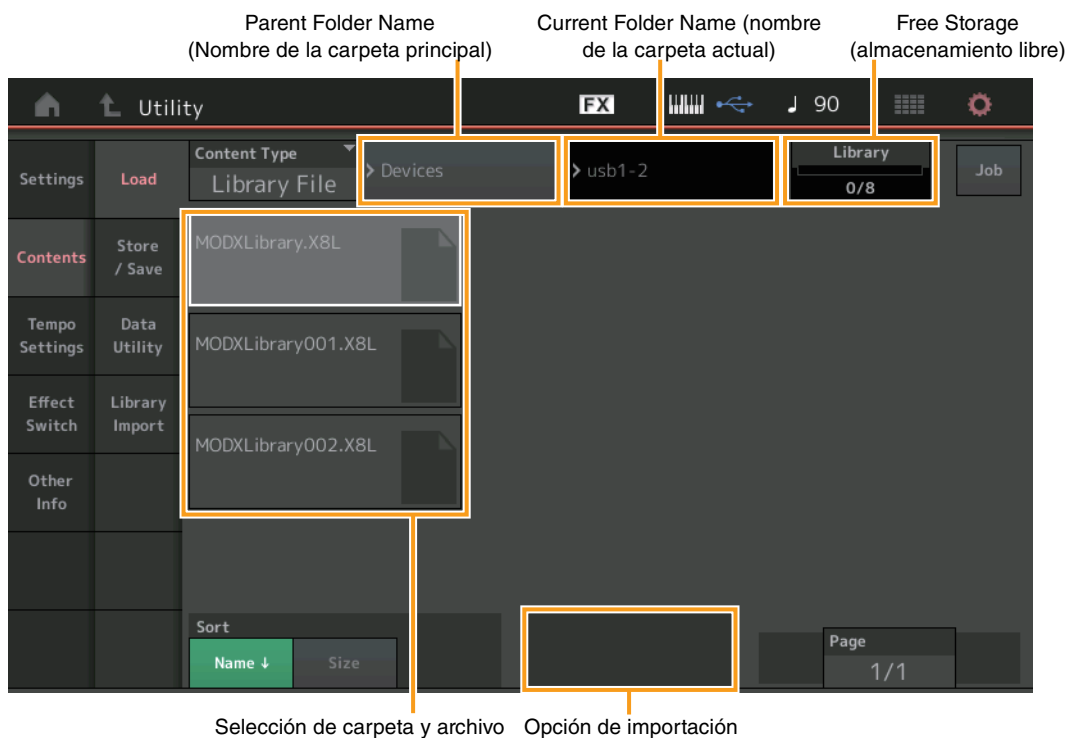 Parent Folder Name
(Nombre de la carpeta principal)
Current Folder Name (nombre
de la carpeta actual)
Free Storage
(almacenamiento libre)
Utility
FX
90
Settings
Load
Content Type
Library File
Devices
usb1-2
Library
0/8
Job
Contents
Store
/ Save
MODXLibrary.X8L
Tempo
Settings
Data
Utility
MODXLibrary001.X8L
Effect
Switch
Library
Import
MODXLibrary002.X8L
Other
Info
Sort
Name ↓
Size
Page
1/1
Selección de carpeta y archivo
Opción de importación